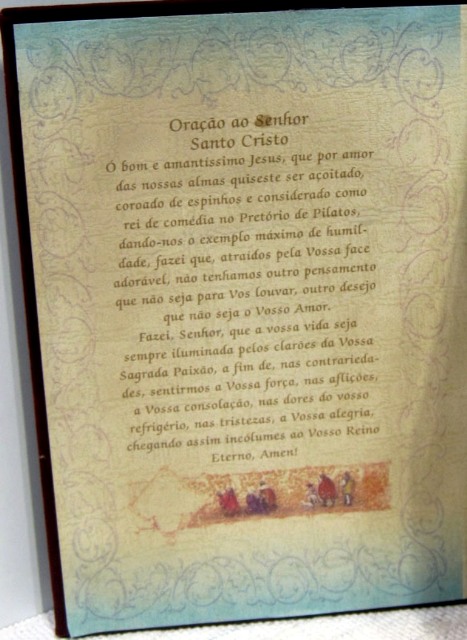 Oração ao Senhor
Santo Cristo
Ó bom e amantíssimo Jesus, que por amor
das nossas almas quiseste ser açoitado,
coroado de espinhos e considerado como
rei de comédia no Pretório de Pilatos,
dando-nos o exemplo máximo de humil-
dade, fazei que, atraídos pela Vossa face
adorável, não tenhamos outro pensamento
que não seja para Vos louvar, outro desejo
que não seja o Vosso Amor.
Fazei, Senhor, que a vossa vida seja
sempre iluminada pelos clarões da Vossa
Sagrada Paixão, a fim de, nas contrarieda-
des, sentirmos a Vossa força, nas aflições,
a Vossa consolação, nas dores do vosso
refrigério, nas tristezas, a Vossa alegria,
chegando assim incólumes ao Vosso Reino
Eterno, Amen!